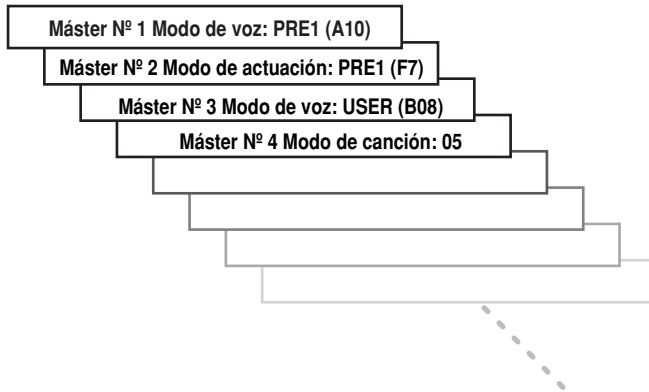 Máster Nº 1 Modo de voz: PRE1 (A10)
Máster Nº 2 Modo de actuación: PRE1 (F7)
Máster Nº 3 Modo de voz: USER (B08)
Máster Nº 4 Modo de canción: 05